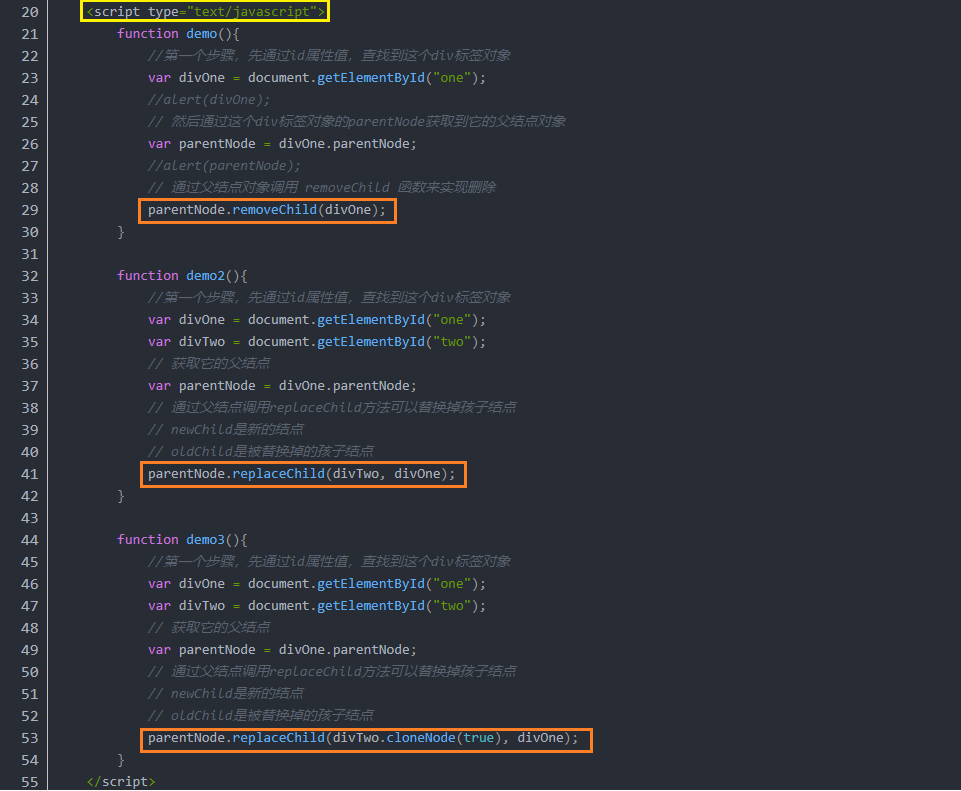 20 <script type="text/javascript">
21 function demo(){
22 //第一个步骤，先通过id属性值，查找到这个div标签对象
23 var divOne = document.getElementById("one");
24 //alert(divOne);
25 // 然后通过这个div标签对象的parentNode获取到它的父结点对象
26 var parentNode = divOne.parentNode;
27 //alert(parentNode);
28 // 通过父结点对象调用 removeChild 函数来实现删除
29 parentNode.removeChild(divOne);
30 }
31
32 function demo2(){
33 //第一个步骤，先通过id属性值，查找到这个div标签对象
34 var divOne = document.getElementById("one");
35 var divTwo = document.getElementById("two");
36 // 获取它的父结点
37 var parentNode = divOne.parentNode;
38 // 通过父结点调用replaceChild方法可以替换掉孩子结点
39 // newChild是新的结点
40 // oldChild是被替换掉的孩子结点
41 parentNode.replaceChild(divTwo, divOne);
42 }
43
44 function demo3(){
45 //第一个步骤，先通过id属性值，查找到这个div标签对象
46 var divOne = document.getElementById("one");
47 var divTwo = document.getElementById("two");
48 // 获取它的父结点
49 var parentNode = divOne.parentNode;
50 // 通过父结点调用replaceChild方法可以替换掉孩子结点
51 // newChild是新的结点
52 // oldChild是被替换掉的孩子结点
53 parentNode.replaceChild(divTwo.cloneNode(true), divOne);
54 }
55 </script>